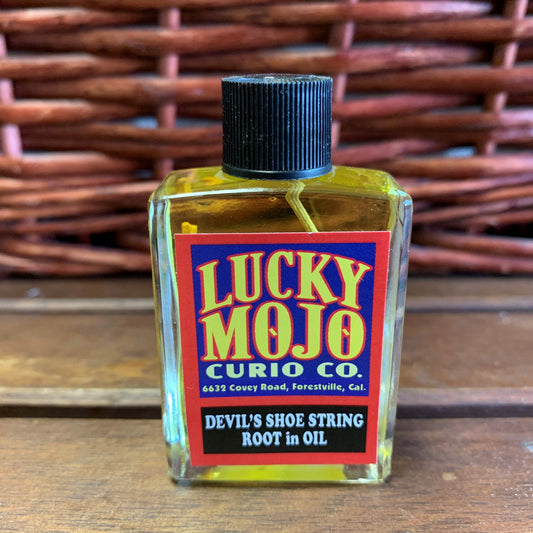 LUCKY
MOJO
CURIO CO.
6632 Covey Road, Forestville, Cal.
DEVIL'S SHOE STRING
ROOT in OIL